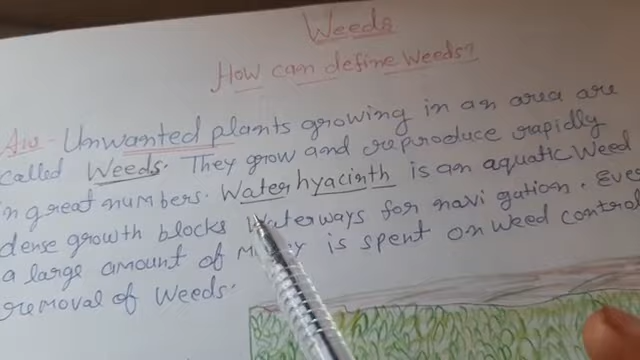 Weeds
How can define Weeds?
Ans - Unwanted plants growing in an area are
called Weeds. They grow and reproduce rapidly
in great numbers. Water hyacinth is an aquatic Weed
dense growth blocks Waterways for navigation. Ever
a large amount of is spent on Weed control
removal of Weeds.